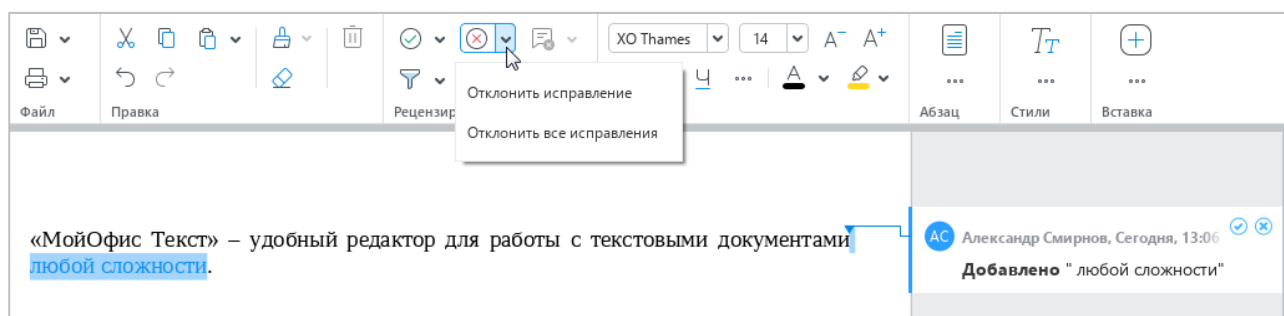 XO Thames 14 A⁻ A⁺
Ч ... A
Файл Правка Рецензир Абзац Стили Вставка
Отклонить исправление
Отклонить все исправления
«МойОфис Текст» – удобный редактор для работы с текстовыми документами
любой сложности.
АС Александр Смирнов, Сегодня, 13:06
Добавлено " любой сложности"